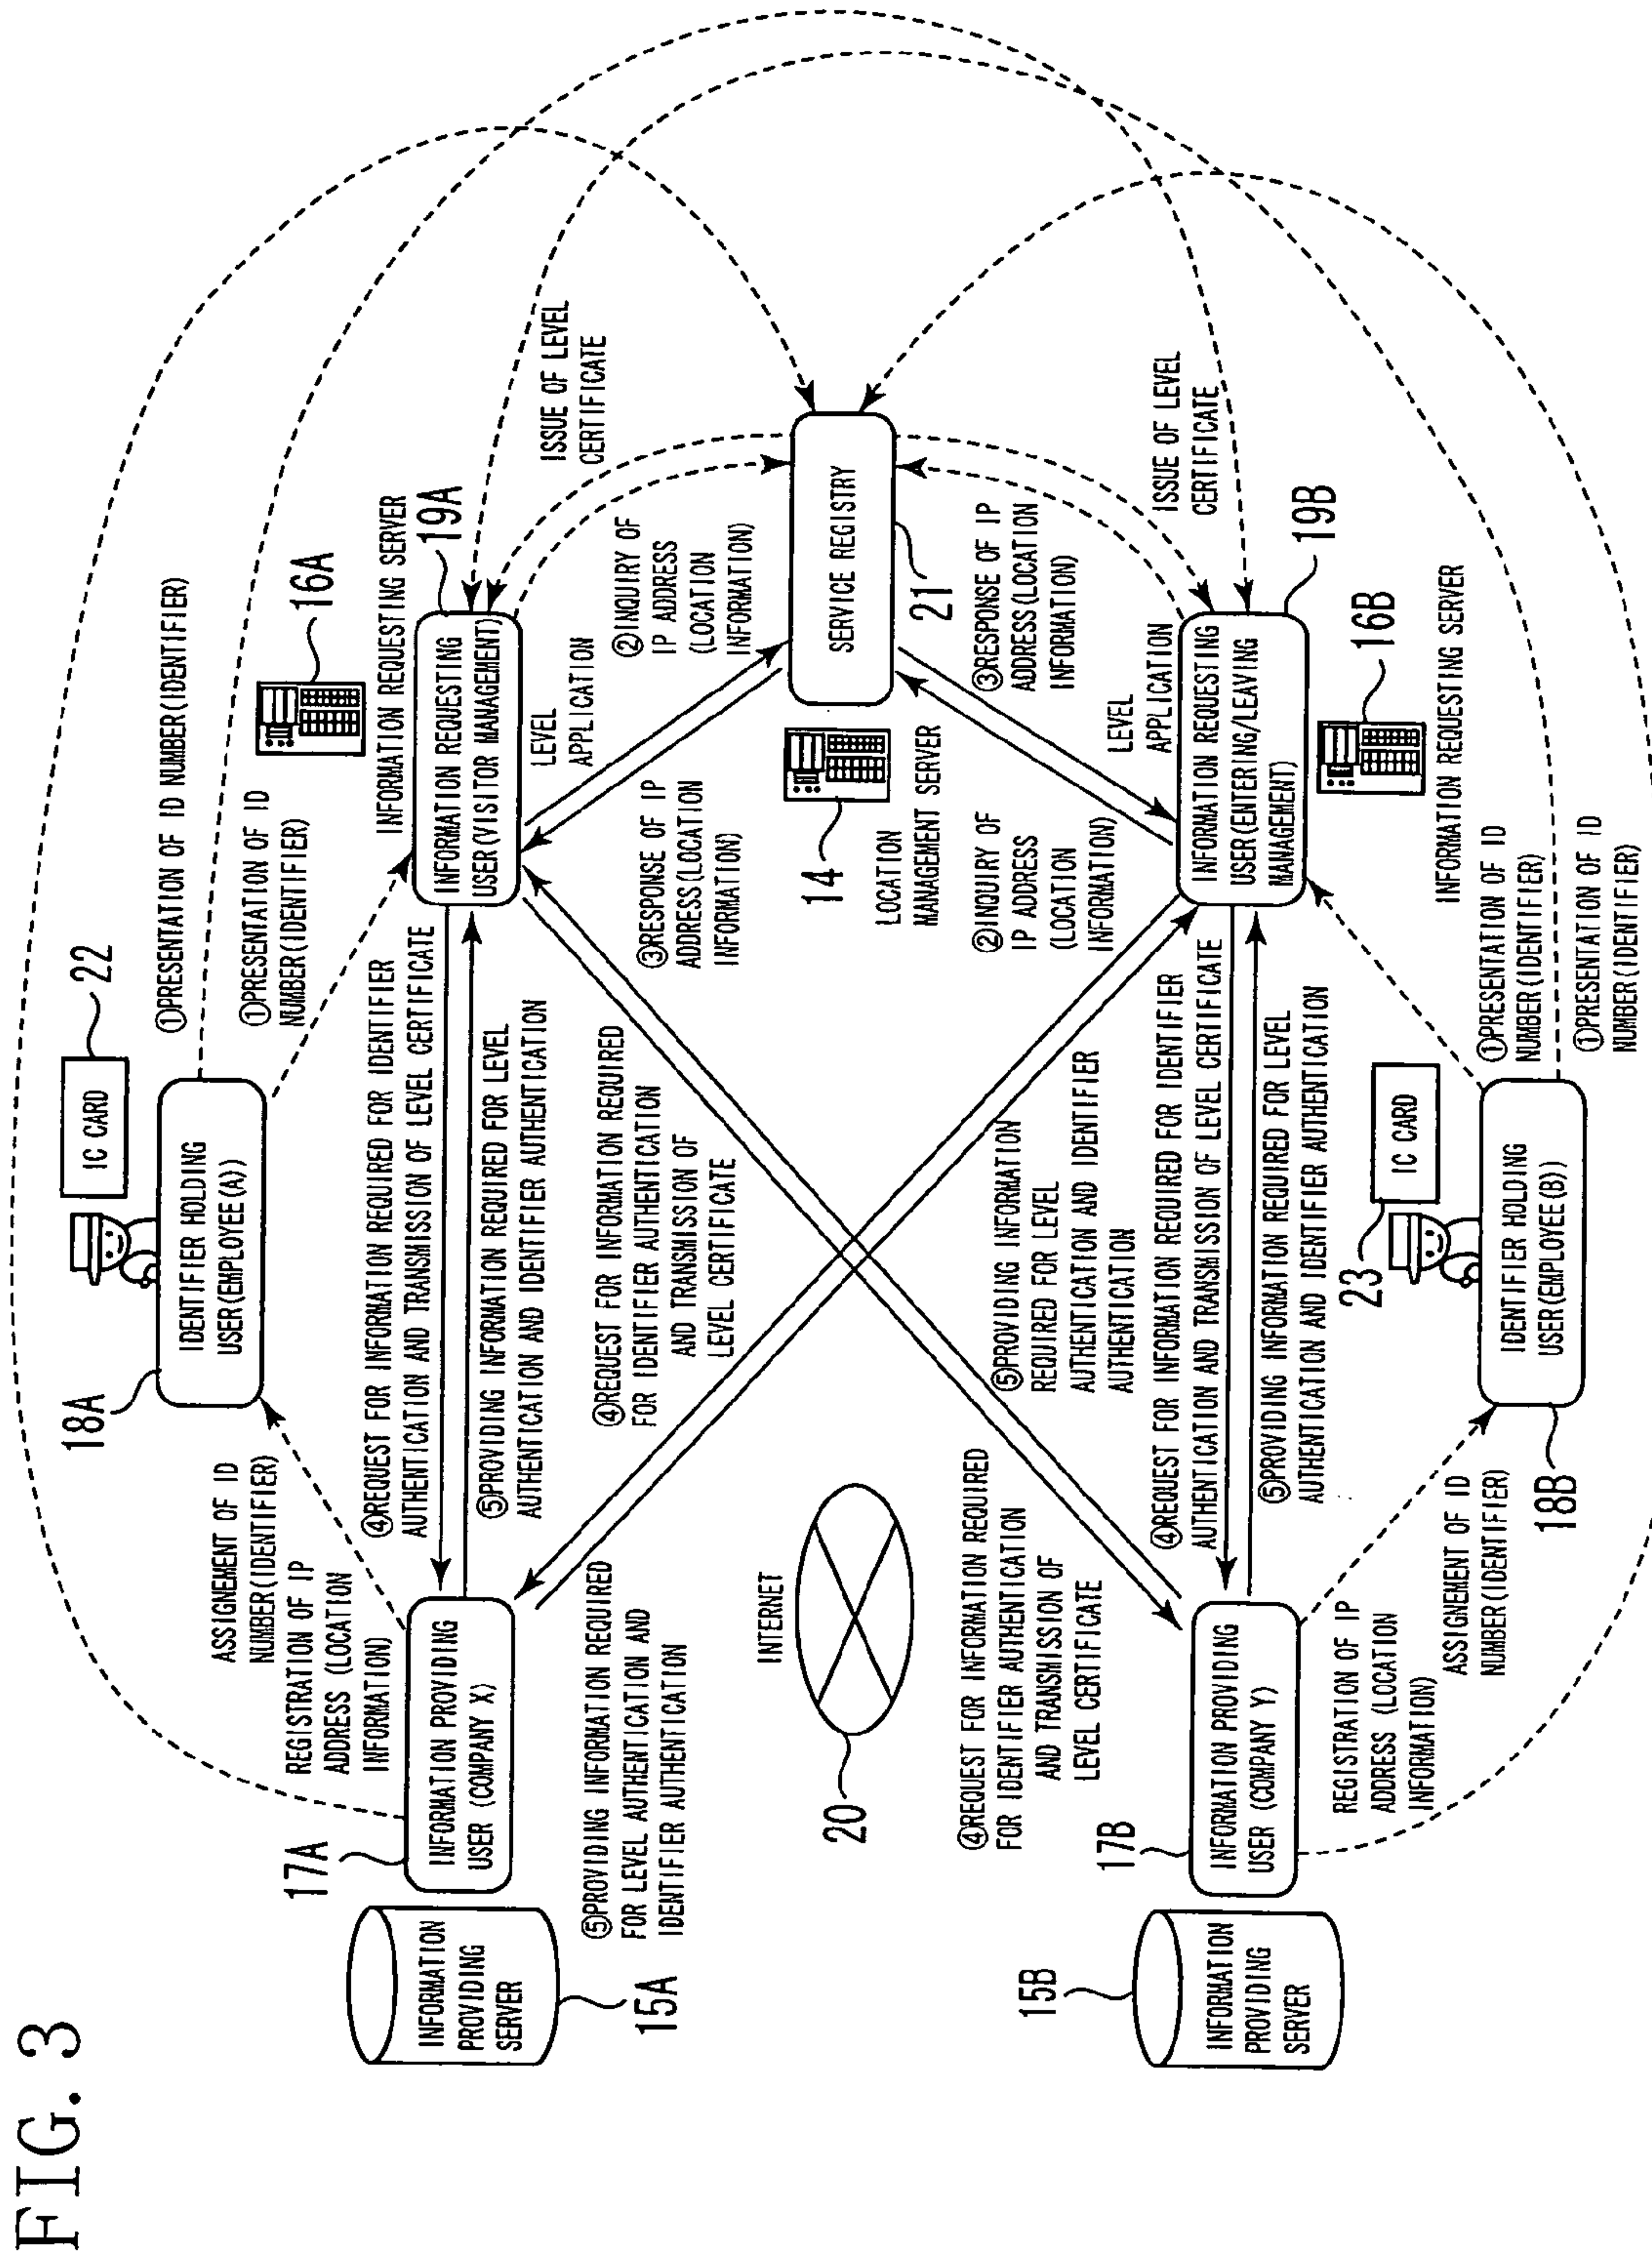 FIG. 3
18A
IDENTIFIER HOLDING
USER(EMPLOYEE(A))
IC CARD
22
①PRESENTATION OF ID NUMBER(IDENTIFIER)
①PRESENTATION OF ID
NUMBER(IDENTIFIER)
16A
INFORMATION REQUESTING SERVER
19A
ASSIGNEMENT OF ID
NUMBER(IDENTIFIER)
REGISTRATION OF IP
ADDRESS (LOCATION
INFORMATION)
17A
INFORMATION PROVIDING
USER (COMPANY X)
INFORMATION
PROVIDING
SERVER
15A
④REQUEST FOR INFORMATION REQUIRED FOR IDENTIFIER
AUTHENTICATION AND TRANSMISSION OF LEVEL CERTIFICATE
⑤PROVIDING INFORMATION REQUIRED FOR LEVEL
AUTHENTICATION AND IDENTIFIER AUTHENTICATION
INFORMATION REQUESTING
USER(VISITOR MANAGEMENT)
ISSUE OF LEVEL
CERTIFICATE
LEVEL
APPLICATION
②INQUIRY OF
IP ADDRESS
(LOCATION
INFORMATION)
③RESPONSE OF IP
ADDRESS(LOCATION
INFORMATION)
④REQUEST FOR INFORMATION REQUIRED
FOR IDENTIFIER AUTHENTICATION
AND TRANSMISSION OF
LEVEL CERTIFICATE
⑤PROVIDING INFORMATION REQUIRED
FOR LEVEL AUTHENTICATION AND
IDENTIFIER AUTHENTICATION
INTERNET
20
14
LOCATION
MANAGEMENT SERVER
SERVICE REGISTRY
21
②INQUIRY OF
IP ADDRESS
(LOCATION
INFORMATION)
③RESPONSE OF IP
ADDRESS(LOCATION
INFORMATION)
LEVEL
APPLICATION
ISSUE OF LEVEL
CERTIFICATE
④REQUEST FOR INFORMATION REQUIRED
FOR IDENTIFIER AUTHENTICATION
AND TRANSMISSION OF
LEVEL CERTIFICATE
⑤PROVIDING INFORMATION
REQUIRED FOR LEVEL
AUTHENTICATION AND IDENTIFIER
AUTHENTICATION
15B
INFORMATION
PROVIDING
SERVER
17B
INFORMATION PROVIDING
USER (COMPANY Y)
④REQUEST FOR INFORMATION REQUIRED FOR IDENTIFIER
AUTHENTICATION AND TRANSMISSION OF LEVEL CERTIFICATE
⑤PROVIDING INFORMATION REQUIRED FOR LEVEL
AUTHENTICATION AND IDENTIFIER AUTHENTICATION
INFORMATION REQUESTING
USER(ENTERING/LEAVING
MANAGEMENT)
19B
16B
INFORMATION REQUESTING SERVER
REGISTRATION OF IP
ADDRESS (LOCATION
INFORMATION)
ASSIGNEMENT OF ID
NUMBER(IDENTIFIER)
23
IC CARD
IDENTIFIER HOLDING
USER(EMPLOYEE(B))
18B
①PRESENTATION OF ID
NUMBER(IDENTIFIER)
①PRESENTATION OF ID
NUMBER(IDENTIFIER)